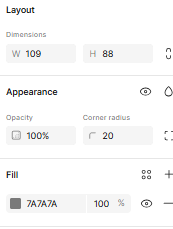 Layout
Dimensions
W 109 H 88
Appearance
Opacity Corner radius
100% 20
Fill
7A7A7A 100 %